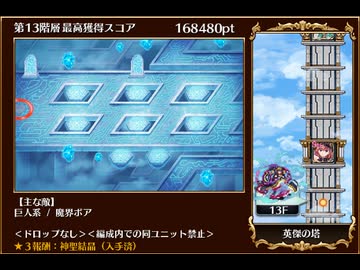 第13階層 最高獲得スコア 168480pt
【主な敵】
巨人系 / 魔界ボア
＜ドロップなし＞＜編成内での同ユニット禁止＞
★３報酬：神聖結晶（入手済）
13F
英傑の塔